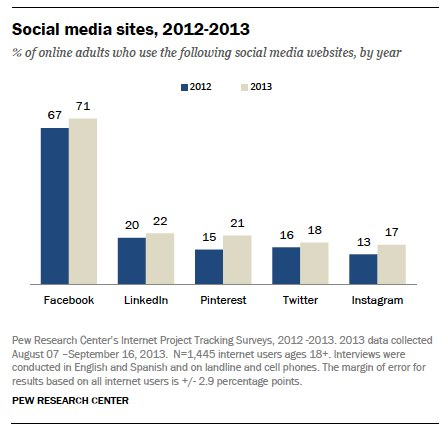 Social media sites, 2012-2013
% of online adults who use the following social media websites, by year
2012 2013
67 71 20 22 15 21 16 18 13 17
Facebook LinkedIn Pinterest Twitter Instagram
Pew Research Center's Internet Project Tracking Surveys, 2012 -2013. 2013 data collected
August 07 –September 16, 2013. N=1,445 internet users ages 18+. Interviews were
conducted in English and Spanish and on landline and cell phones. The margin of error for
results based on all internet users is +/- 2.9 percentage points.
PEW RESEARCH CENTER